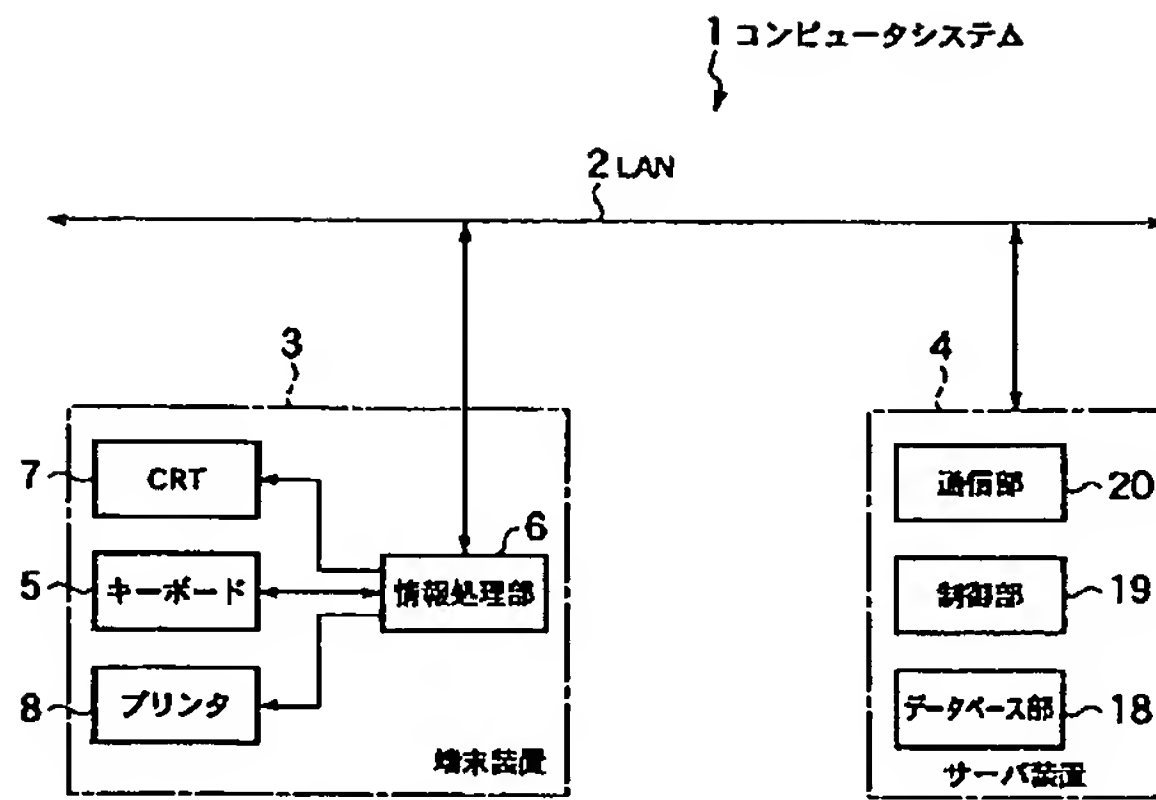 1 コンピュータシステム
2 LAN
3
4
7 CRT
通信部 20
6
5 キーボード
情報処理部
制御部 19
8 プリンタ
データベース部 18
端末装置
サーバ装置